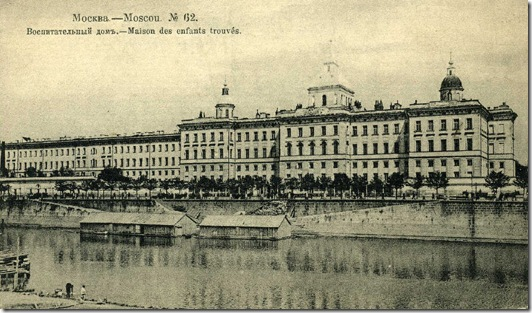 Москва.—Moscou. № 62.
Воспитательный домъ.—Maison des enfants trouvés.